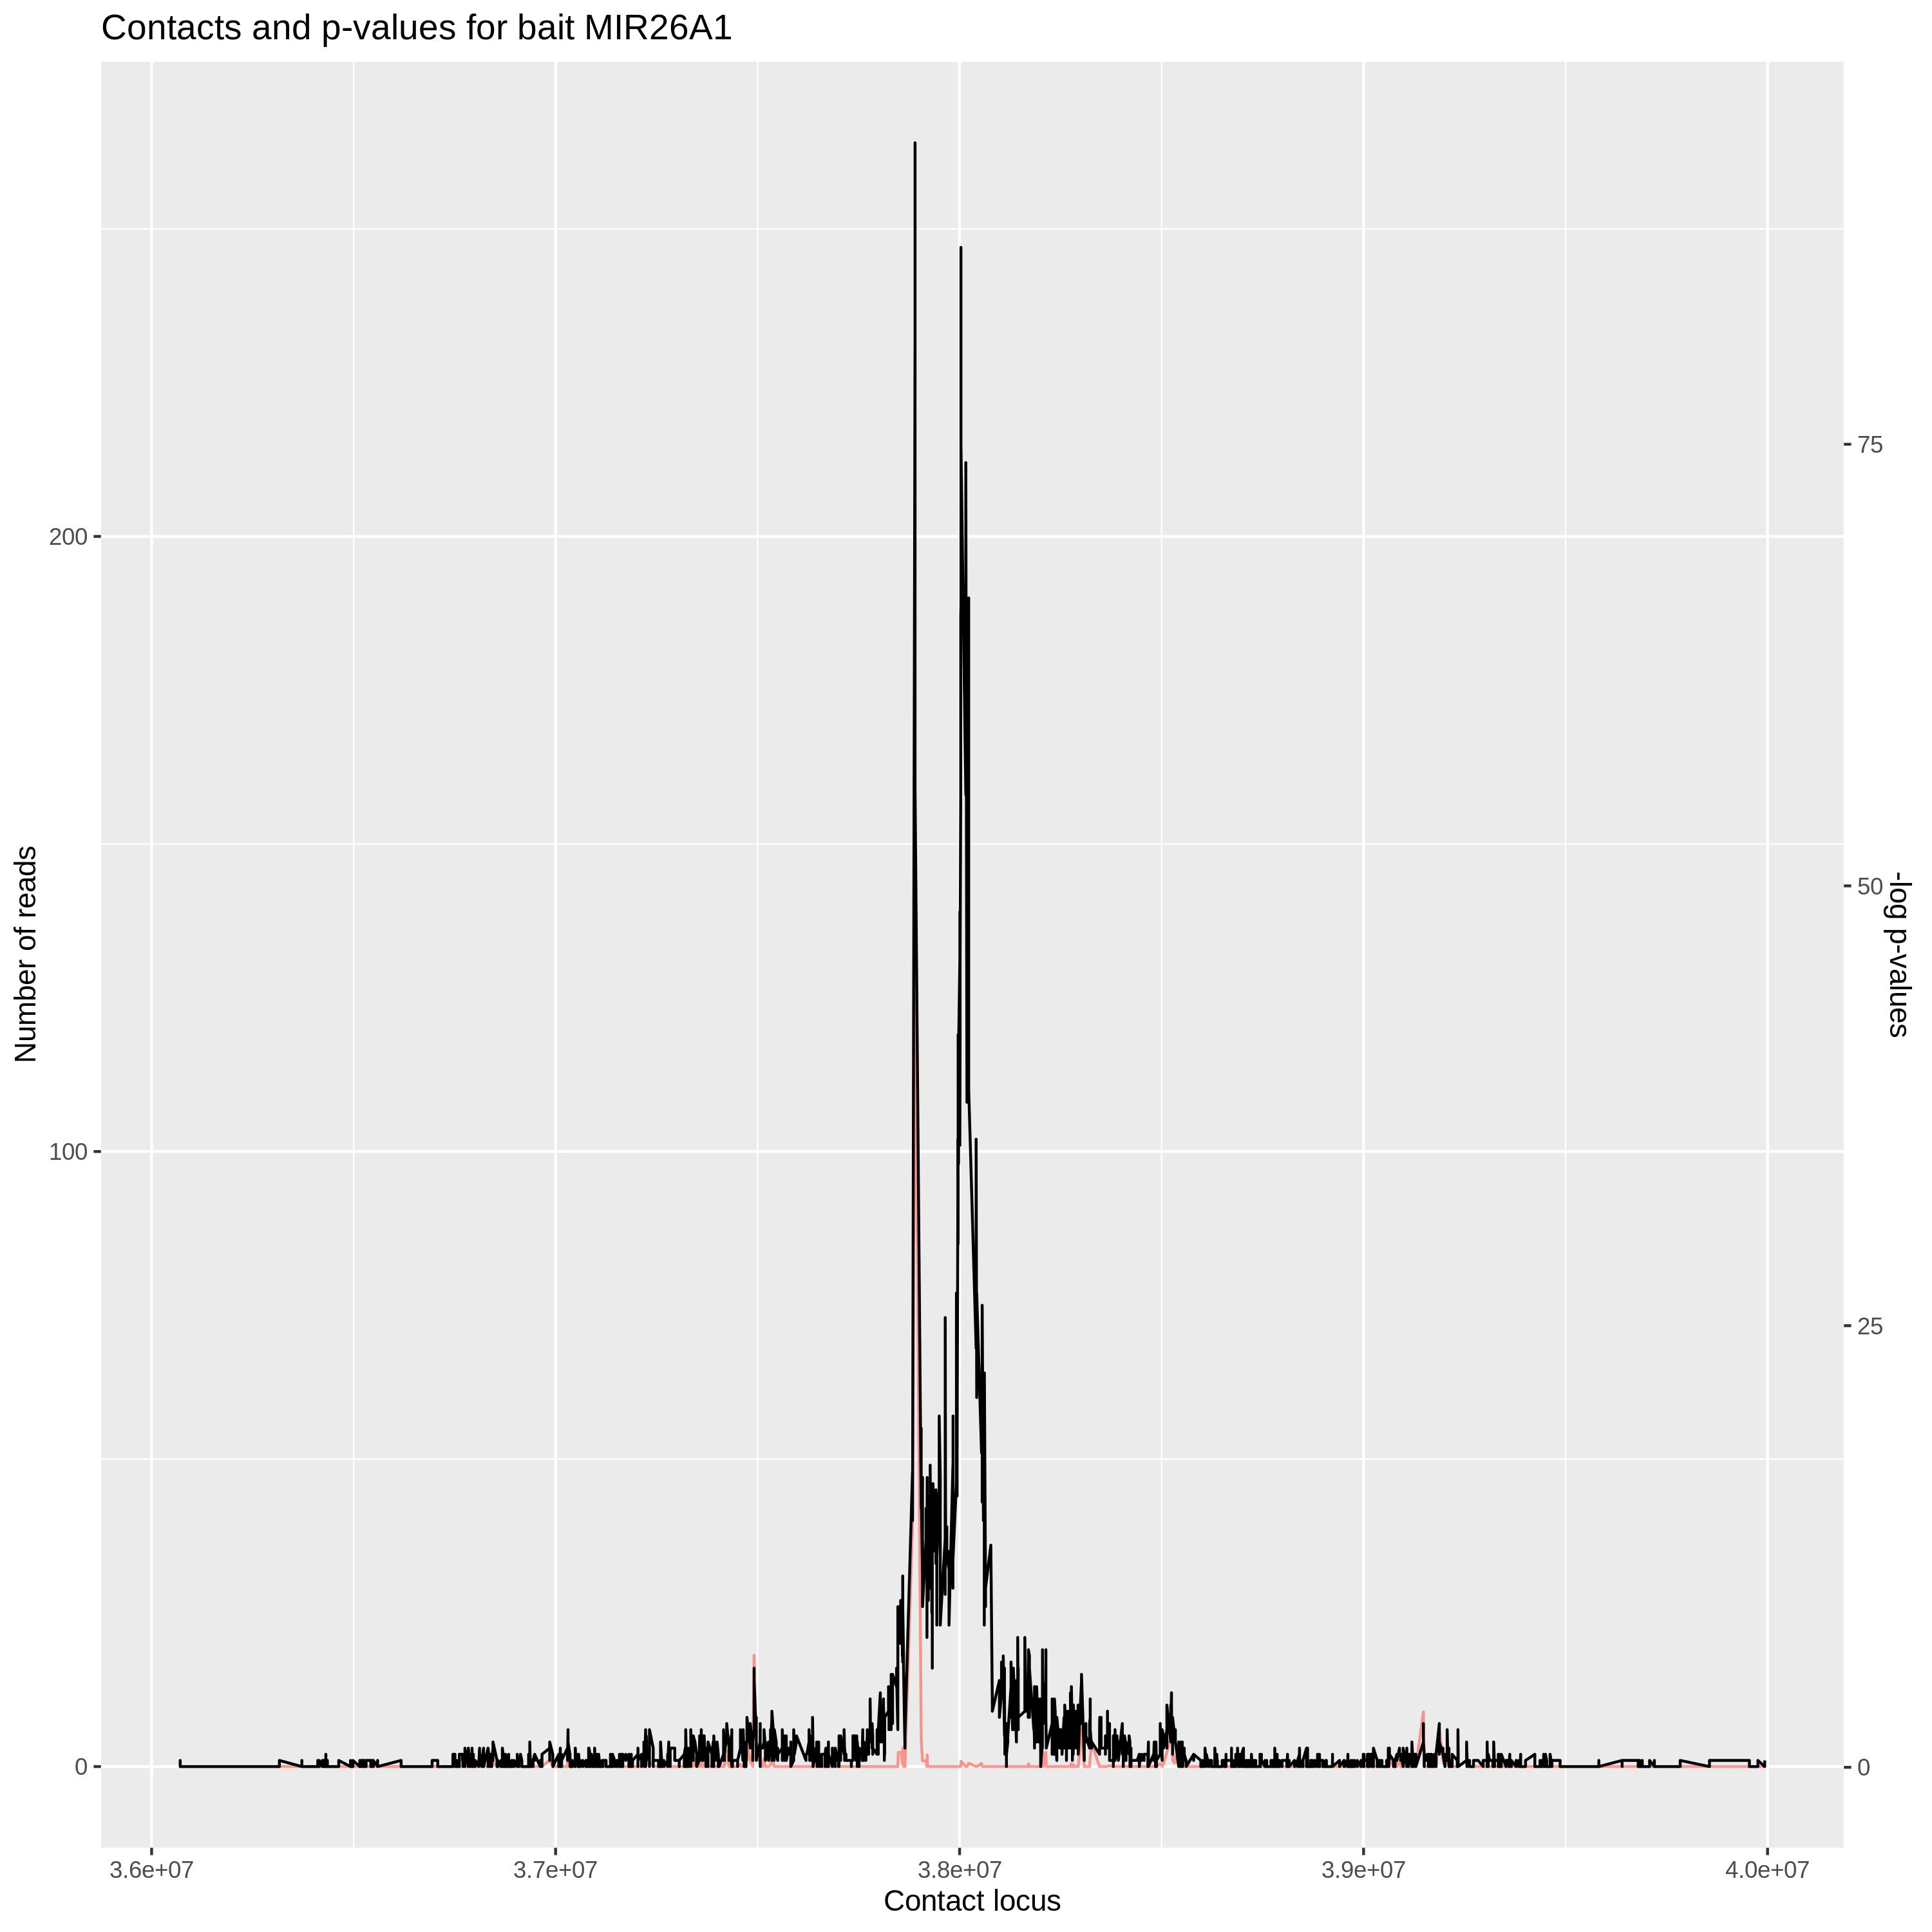 Contacts and p-values for bait MIR26A1
Number of reads
200
100
0
75
50
25
0
-log p-values
3.6e+07
3.7e+07
3.8e+07
3.9e+07
4.0e+07
Contact locus